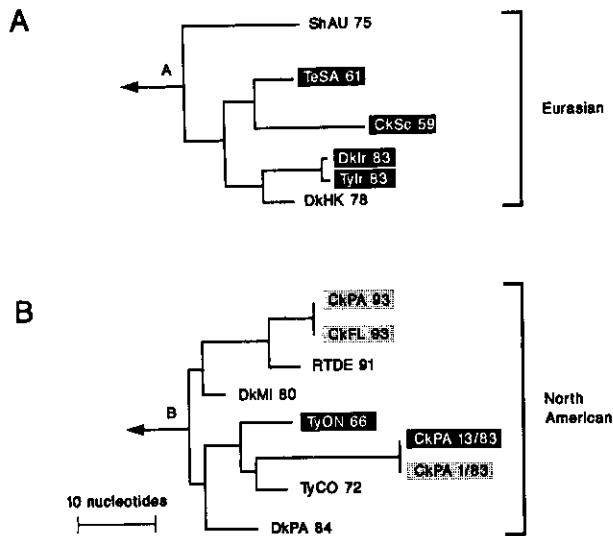 A
ShAU 75
A
TeSA 61
CkSc 59
Eurasian
DkIr 83
TyIr 83
DkHK 78
B
CkPA 93
CkFL 93
RTDE 91
DkMI 80
B
North
American
TyON 66
CkPA 13/83
CkPA 1/83
TyCO 72
10 nucleotides
DkPA 84